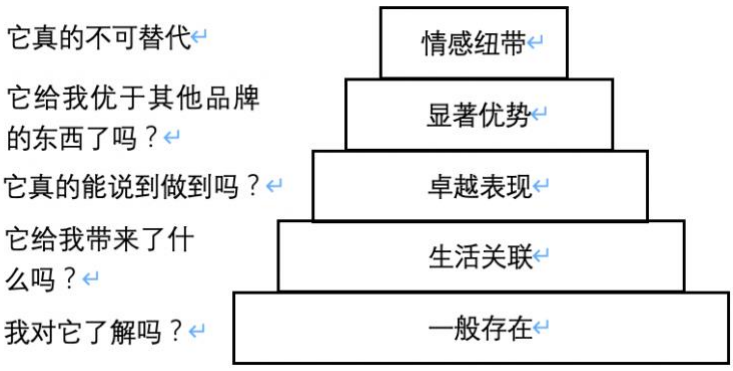 它真的不可替代
情感纽带
它给我优于其他品牌
的东西了吗？
显著优势
它真的能说到做到吗？
卓越表现
它给我带来了什
么吗？
生活关联
我对它了解吗？
一般存在